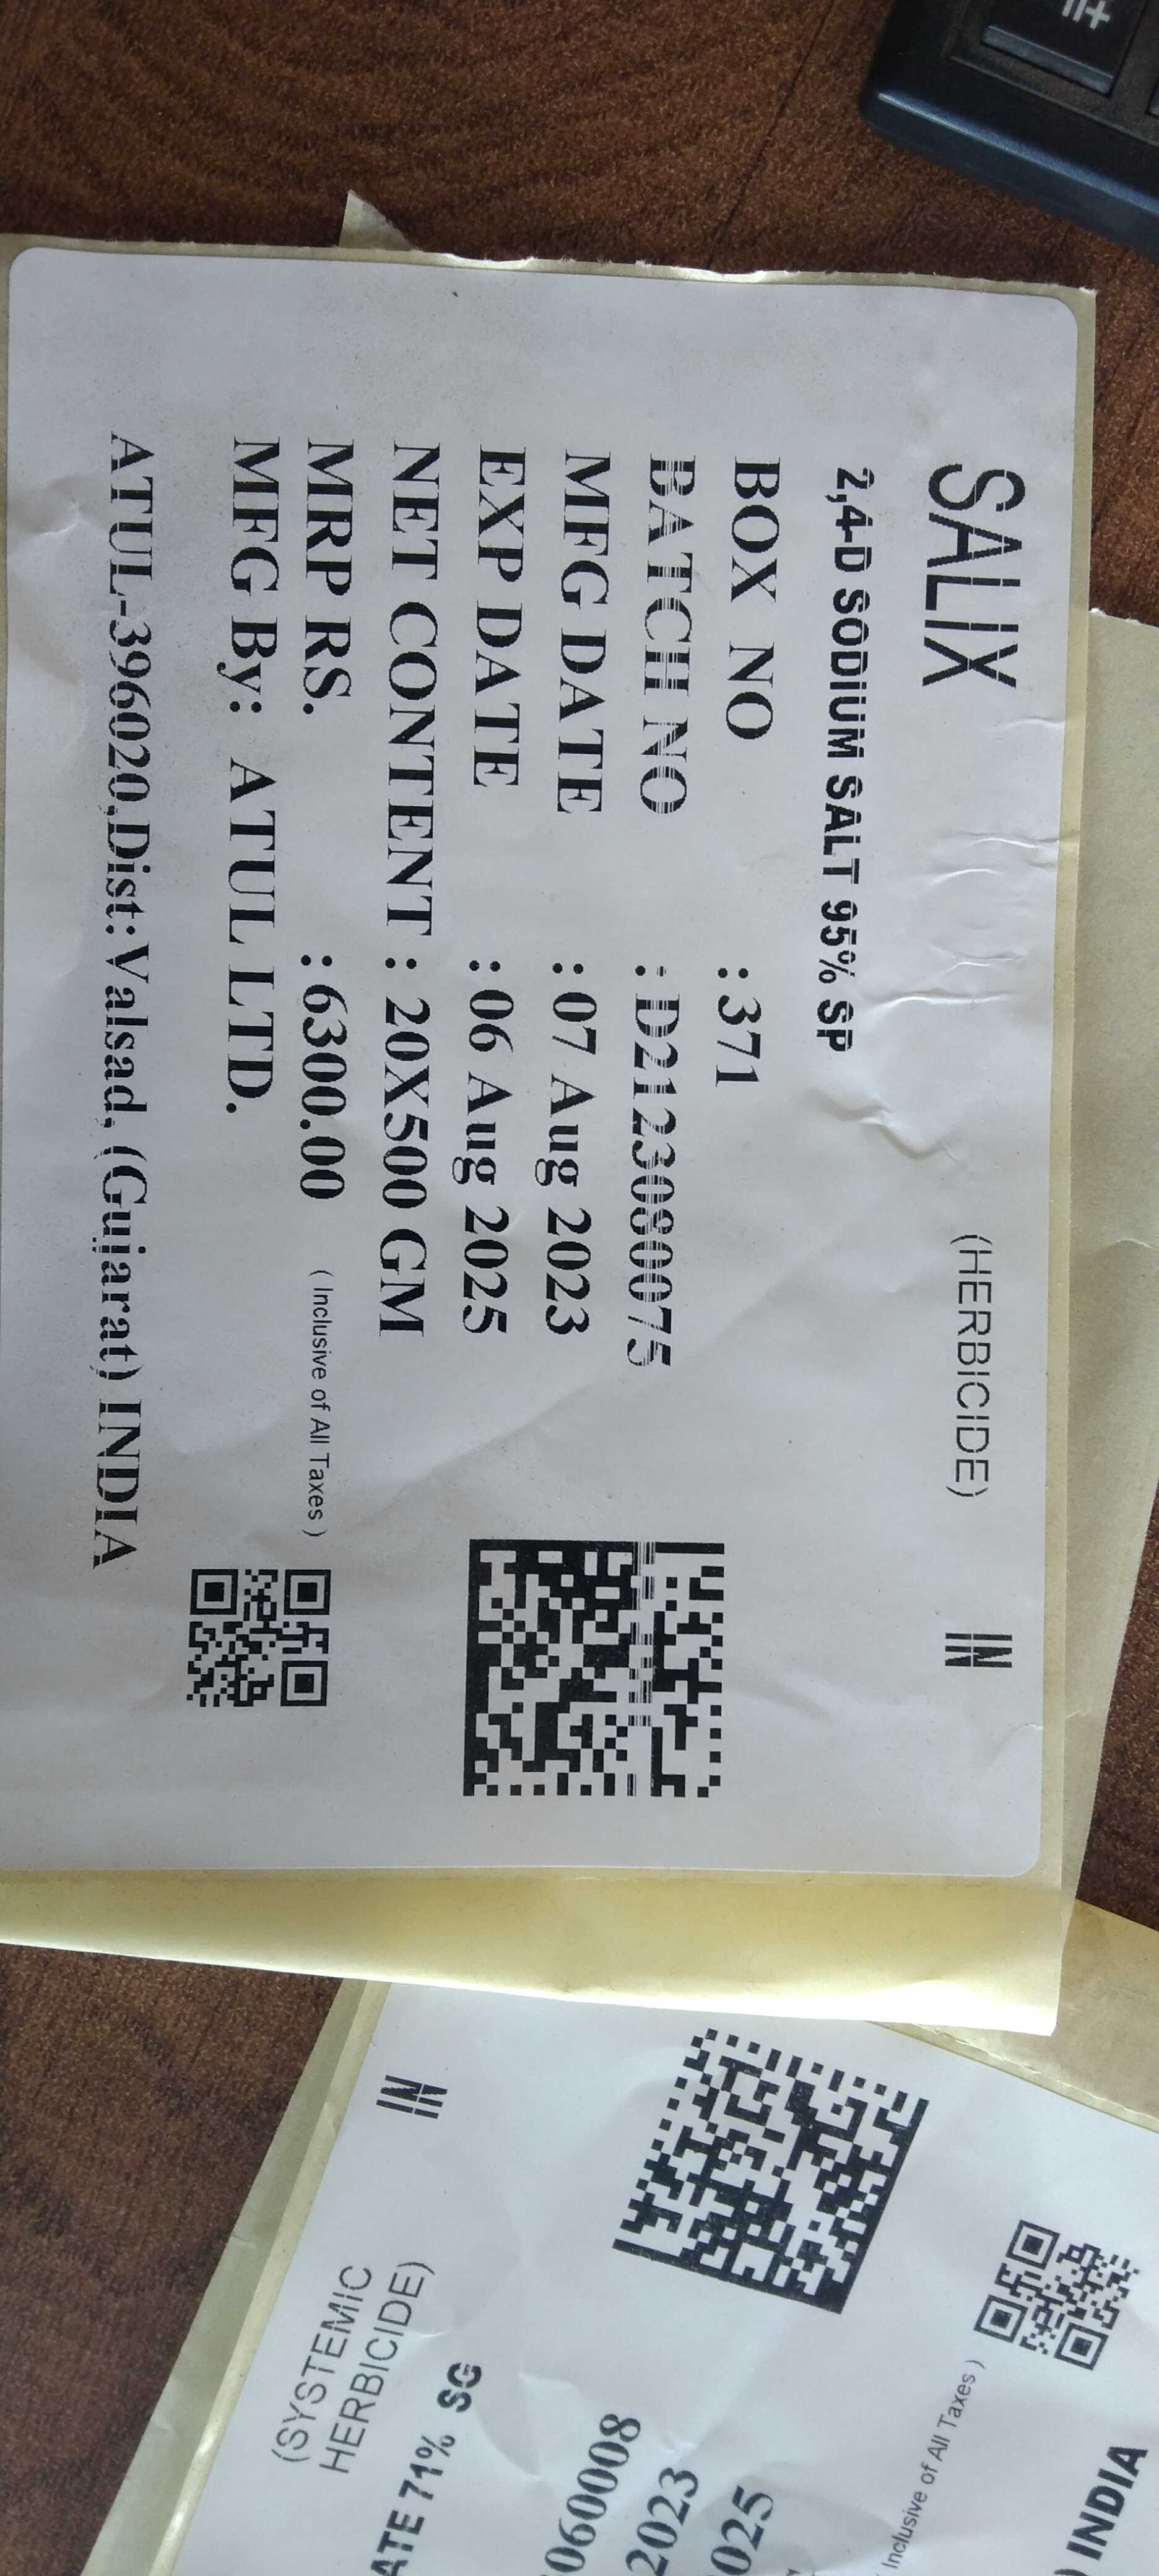 SALIX (HERBICIDE) IN
2,4-D SODIUM SALT 95% SP
BOX NO : 371
BATCH NO : D2123080075
MFG DATE : 07 Aug 2023
EXP DATE : 06 Aug 2025
NET CONTENT : 20X500 GM
MRP RS. : 6300.00 ( Inclusive of All Taxes )
MFG By: ATUL LTD.
ATUL-396020,Dist:Valsad, (Gujarat) INDIA
IN
(SYSTEMIC
HERBICIDE)
ATE 71% SG
060008
2023
025
Inclusive of All Taxes )
) INDIA
=+